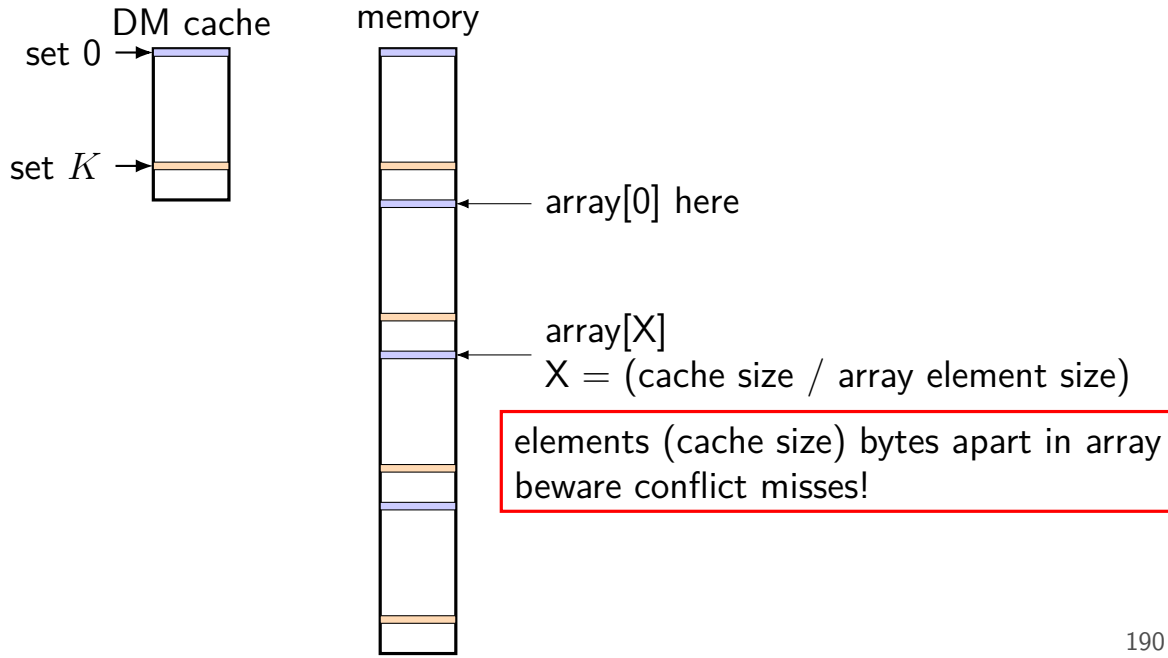 DM cache
memory
set 0
set K
array[0] here
array[X]
X = (cache size / array element size)
elements (cache size) bytes apart in array
beware conflict misses!
190